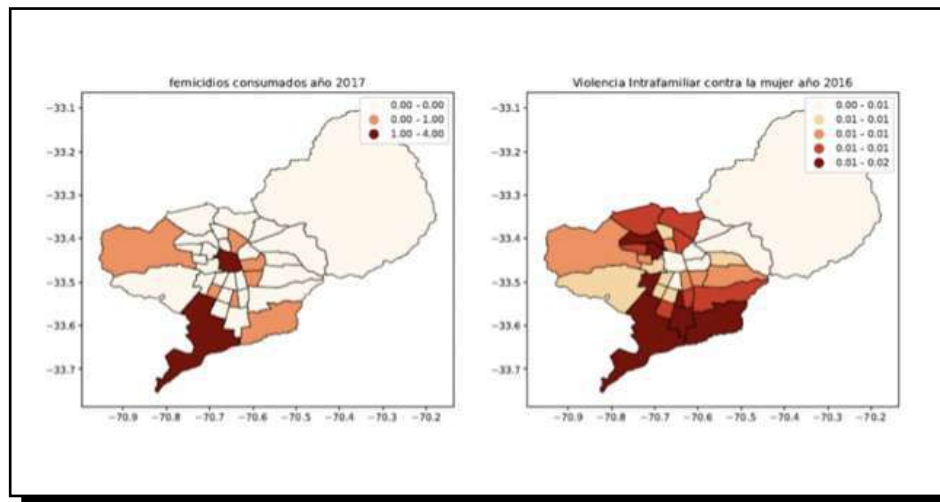 femicidios consumados año 2017
0.00 - 0.00
0.00 - 1.00
1.00 - 4.00
−33.1
−33.2
−33.3
−33.4
−33.5
−33.6
−33.7
−70.9 −70.8 −70.7 −70.6 −70.5 −70.4 −70.3 −70.2
Violencia Intrafamiliar contra la mujer año 2016
0.00 - 0.01
0.01 - 0.01
0.01 - 0.01
0.01 - 0.01
0.01 - 0.02
−33.1
−33.2
−33.3
−33.4
−33.5
−33.6
−33.7
−70.9 −70.8 −70.7 −70.6 −70.5 −70.4 −70.3 −70.2